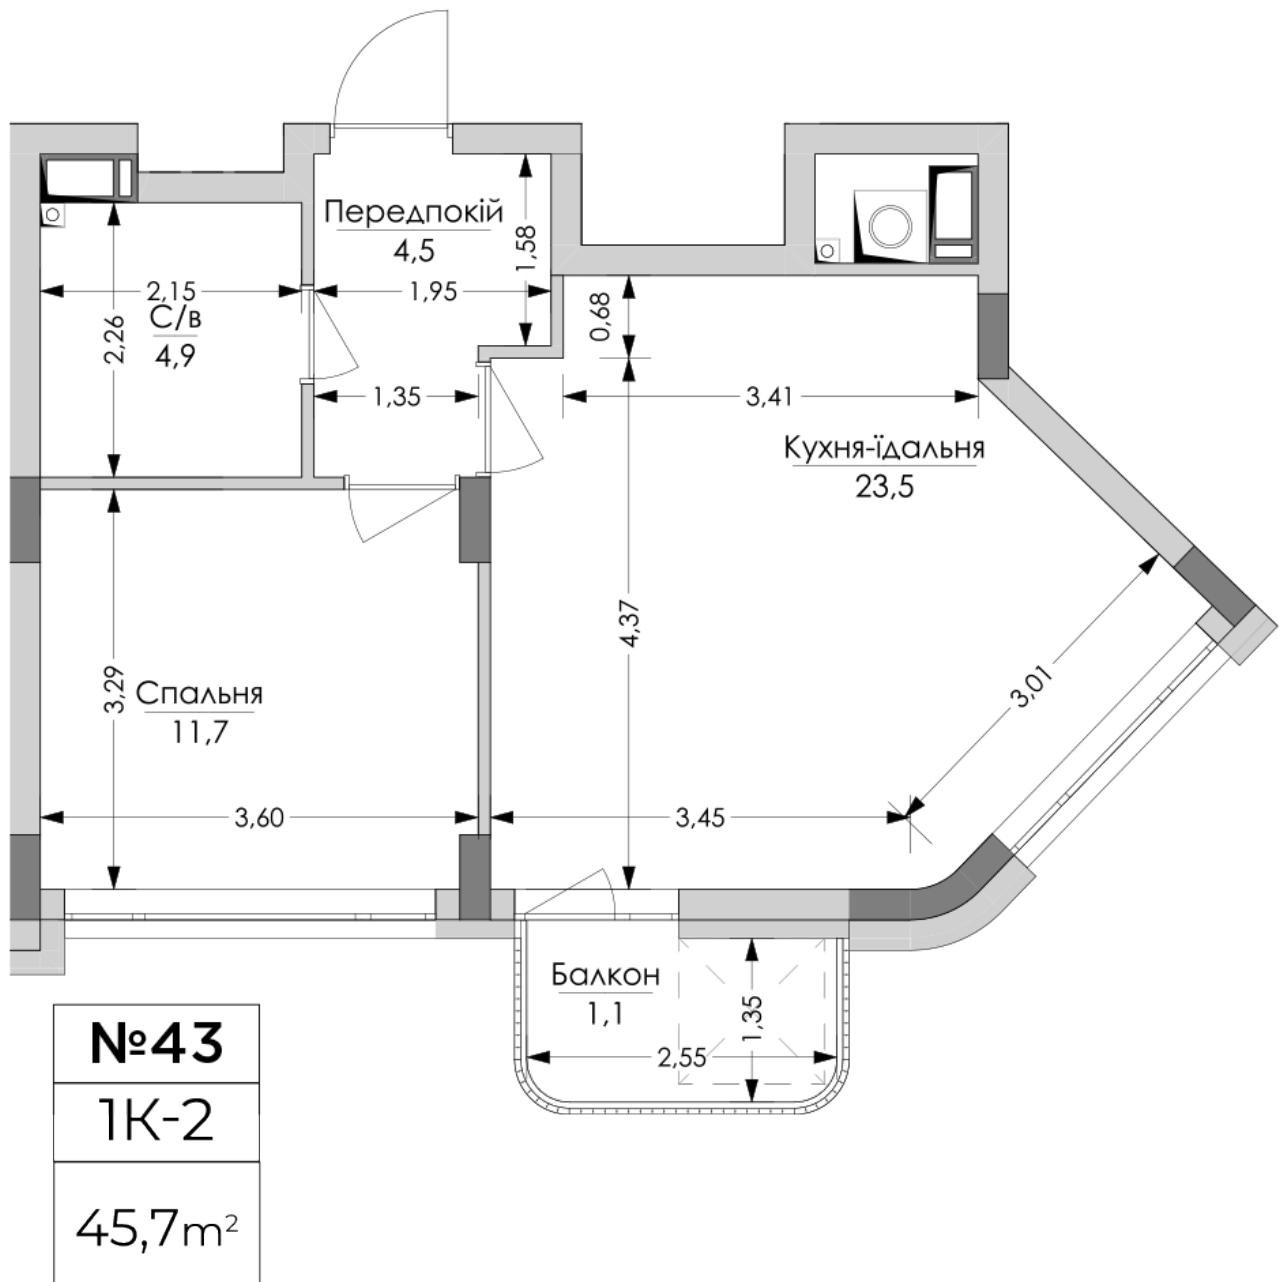 Передпокій
4,5
1,58
2,15
1,95
С/в
4,9
2,26
0,68
1,35
3,41
Кухня-їдальня
23,5
4,37
3,29
Спальня
11,7
3,01
3,60
3,45
Балкон
1,1
1,35
2,55
№43
1К-2
45,7m²